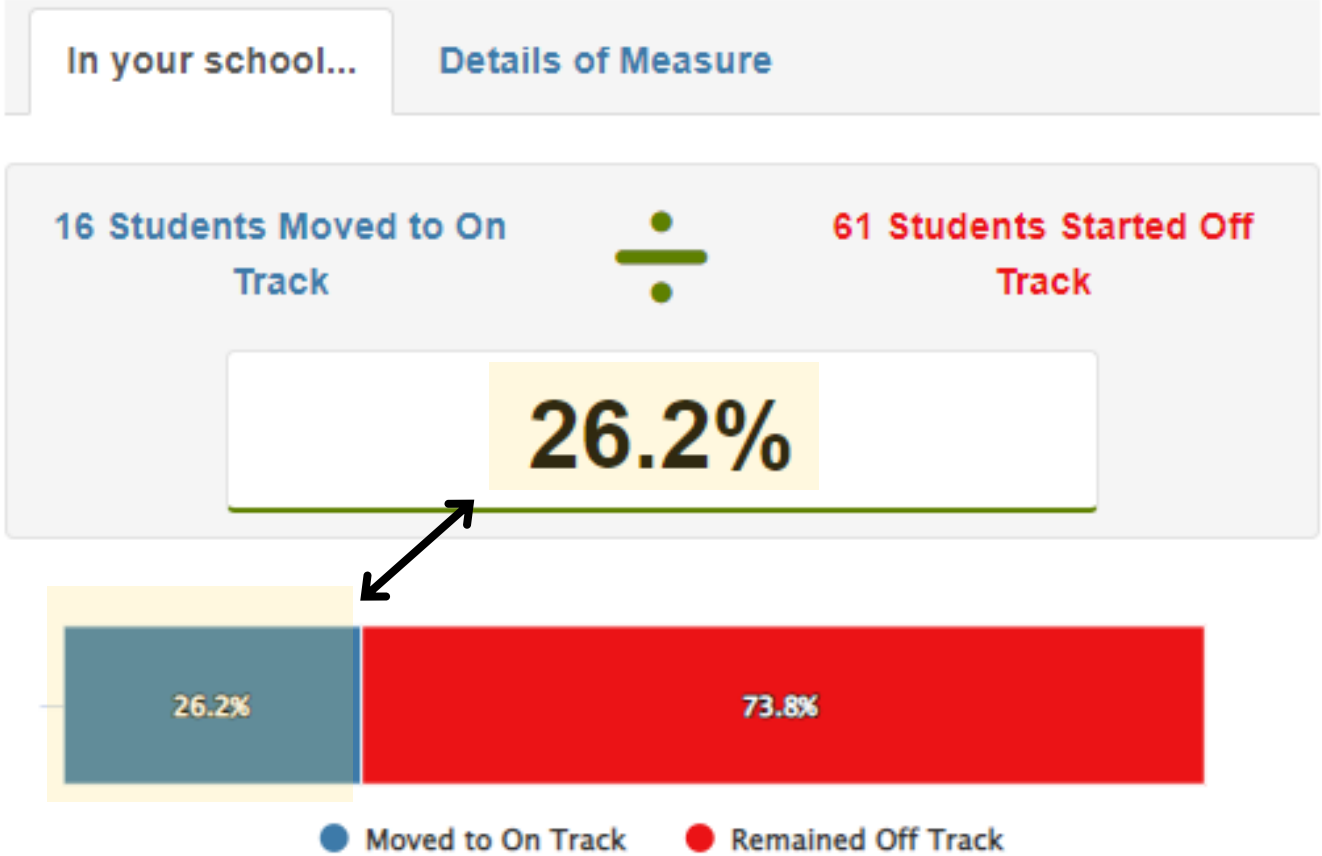 In your school... Details of Measure
16 Students Moved to On
Track
÷
61 Students Started Off
Track
26.2%
26.2% 73.8%
Moved to On Track Remained Off Track